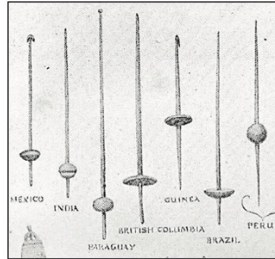 MEXICO
INDIA
PARAGUAY
BRITISH COLUMBIA
GUINEA
BRAZIL
PERU